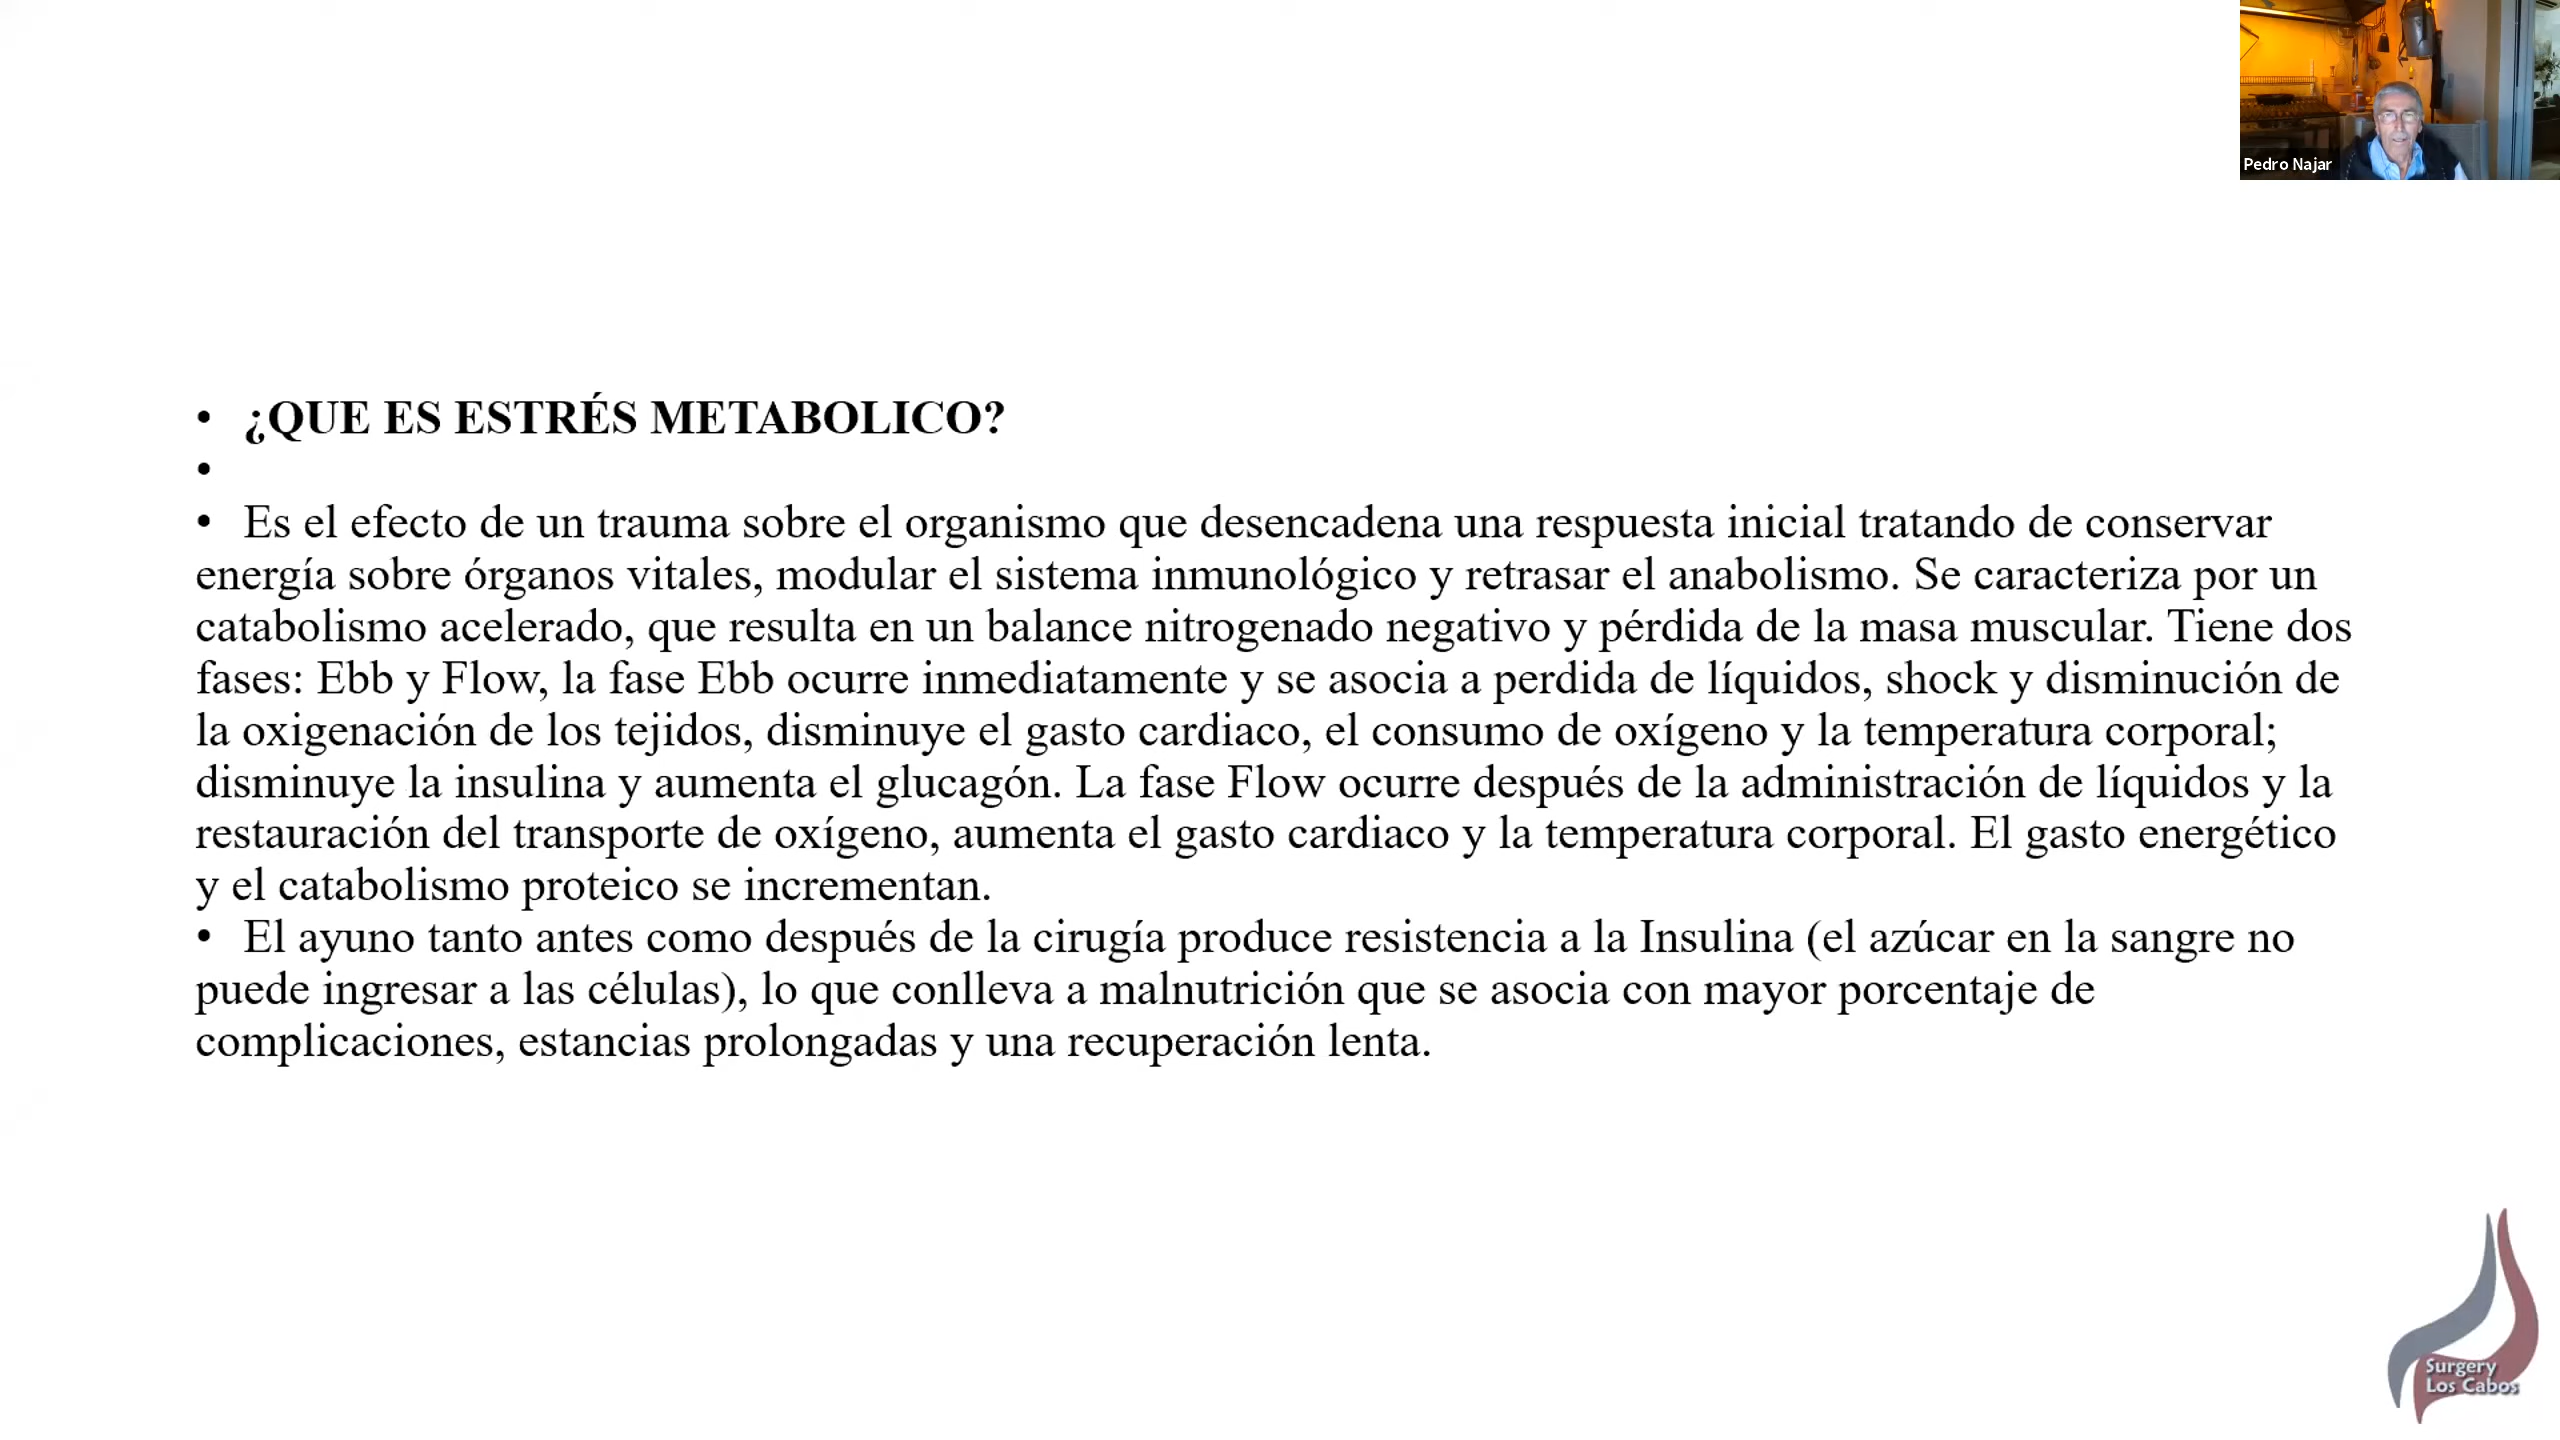 Pedro Najar
• ¿QUE ES ESTRÉS METABOLICO?
•
• Es el efecto de un trauma sobre el organismo que desencadena una respuesta inicial tratando de conservar
energía sobre órganos vitales, modular el sistema inmunológico y retrasar el anabolismo. Se caracteriza por un
catabolismo acelerado, que resulta en un balance nitrogenado negativo y pérdida de la masa muscular. Tiene dos
fases: Ebb y Flow, la fase Ebb ocurre inmediatamente y se asocia a perdida de líquidos, shock y disminución de
la oxigenación de los tejidos, disminuye el gasto cardiaco, el consumo de oxígeno y la temperatura corporal;
disminuye la insulina y aumenta el glucagón. La fase Flow ocurre después de la administración de líquidos y la
restauración del transporte de oxígeno, aumenta el gasto cardiaco y la temperatura corporal. El gasto energético
y el catabolismo proteico se incrementan.
• El ayuno tanto antes como después de la cirugía produce resistencia a la Insulina (el azúcar en la sangre no
puede ingresar a las células), lo que conlleva a malnutrición que se asocia con mayor porcentaje de
complicaciones, estancias prolongadas y una recuperación lenta.
Surgery
Los Cabos